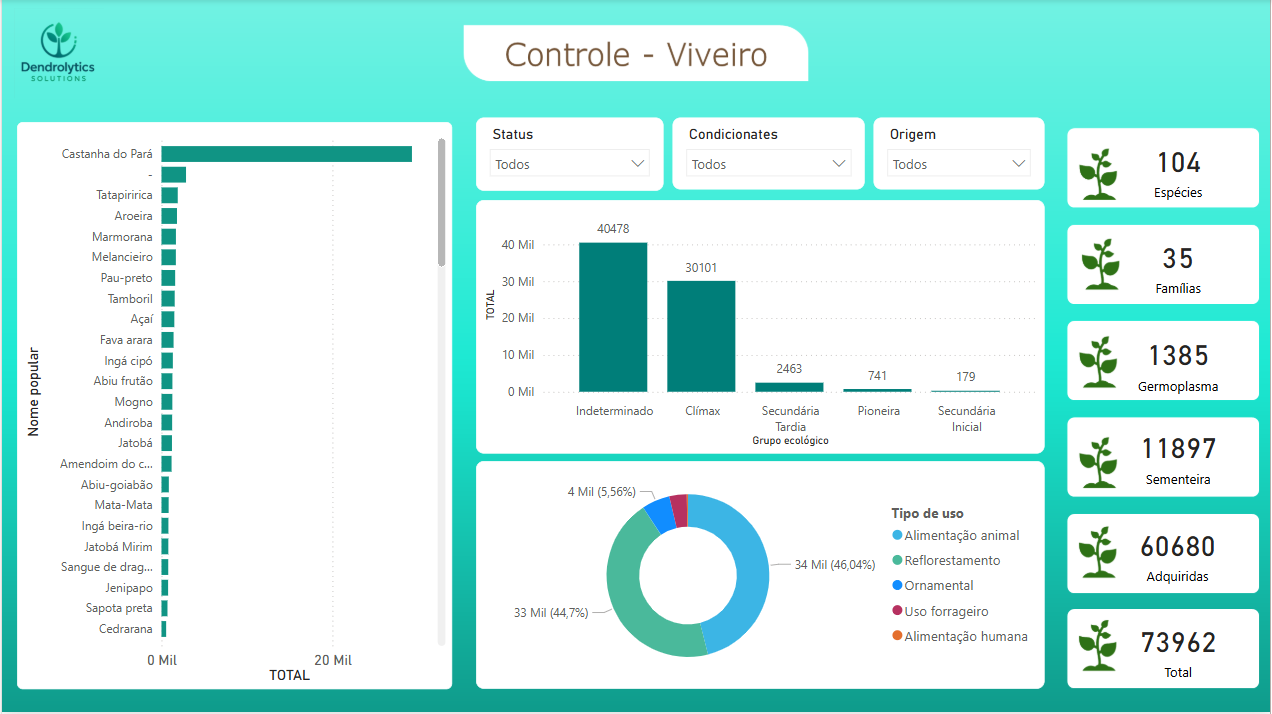 Dendrolytics
SOLUTIONS
Controle - Viveiro
Nome popular
Castanha do Pará
-
Tatapiririca
Aroeira
Marmorana
Melancieiro
Pau-preto
Tamboril
Açaí
Fava arara
Ingá cipó
Abiu frutão
Mogno
Andiroba
Jatobá
Amendoim do c...
Abiu-goiabão
Mata-Mata
Ingá beira-rio
Jatobá Mirim
Sangue de drag...
Jenipapo
Sapota preta
Cedrarana
0 Mil
20 Mil
TOTAL
Status
Todos
Condicionates
Todos
Origem
Todos
TOTAL
40 Mil
30 Mil
20 Mil
10 Mil
0 Mil
40478
30101
2463
741
179
Indeterminado
Clímax
Secundária
Tardia
Pioneira
Secundária
Inicial
Grupo ecológico
4 Mil (5,56%)
34 Mil (46,04%)
33 Mil (44,7%)
Tipo de uso
Alimentação animal
Reflorestamento
Ornamental
Uso forrageiro
Alimentação humana
104
Espécies
35
Famílias
1385
Germoplasma
11897
Sementeira
60680
Adquiridas
73962
Total